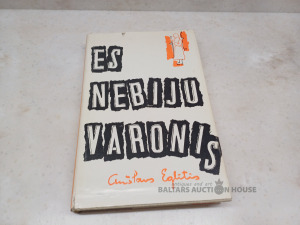 ES
NEBIJU
VARONIS
Anšlavs Eglītis
BALTARS AUCTION HOUSE